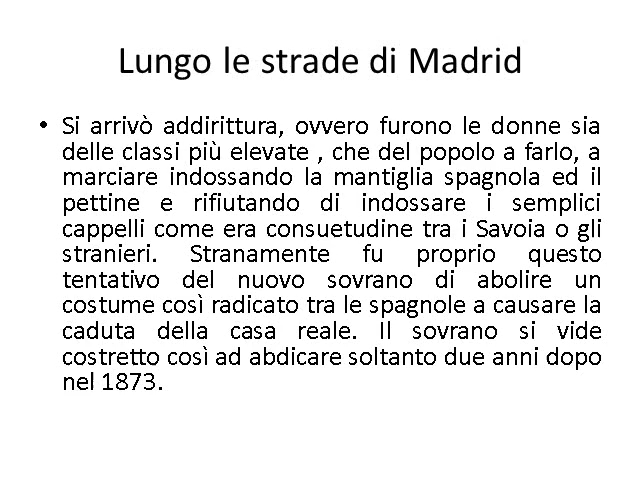 Lungo le strade di Madrid
• Si arrivò addirittura, ovvero furono le donne sia
delle classi più elevate , che del popolo a farlo, a
marciare indossando la mantiglia spagnola ed il
pettine e rifiutando di indossare i semplici
cappelli come era consuetudine tra i Savoia o gli
stranieri. Stranamente fu proprio questo
tentativo del nuovo sovrano di abolire un
costume così radicato tra le spagnole a causare la
caduta della casa reale. Il sovrano si vide
costretto così ad abdicare soltanto due anni dopo
nel 1873.